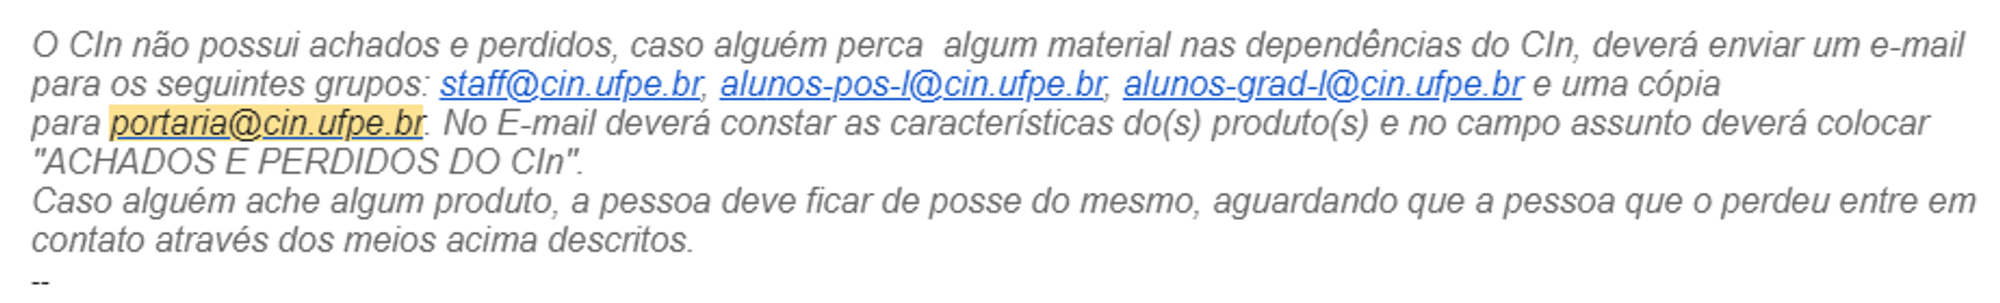 O CIn não possui achados e perdidos, caso alguém perca  algum material nas dependências do CIn, deverá enviar um e-mail
para os seguintes grupos: staff@cin.ufpe.br, alunos-pos-l@cin.ufpe.br, alunos-grad-l@cin.ufpe.br e uma cópia
para portaria@cin.ufpe.br. No E-mail deverá constar as características do(s) produto(s) e no campo assunto deverá colocar
"ACHADOS E PERDIDOS DO CIn".
Caso alguém ache algum produto, a pessoa deve ficar de posse do mesmo, aguardando que a pessoa que o perdeu entre em
contato através dos meios acima descritos.
--